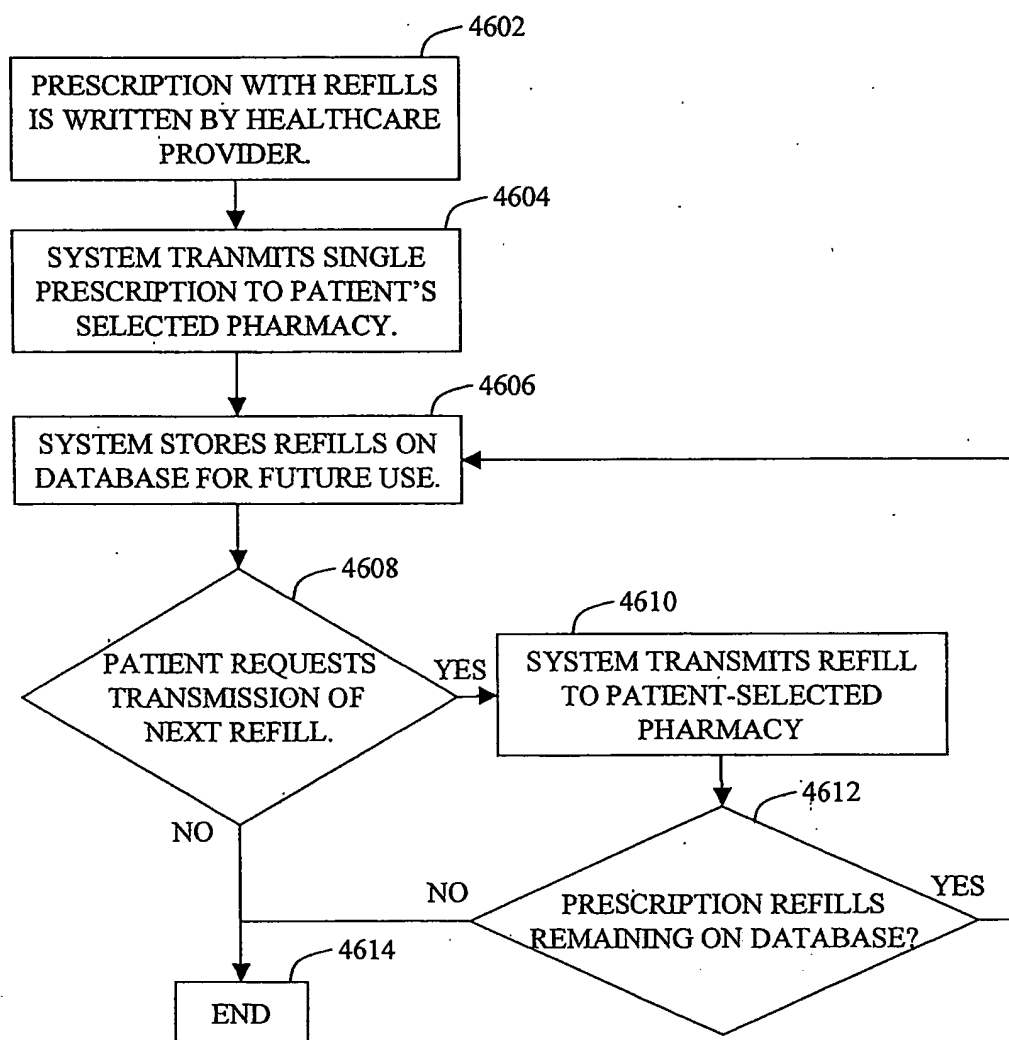 4602
PRESCRIPTION WITH REFILLS
IS WRITTEN BY HEALTHCARE
PROVIDER.
4604
SYSTEM TRANMITS SINGLE
PRESCRIPTION TO PATIENT'S
SELECTED PHARMACY.
4606
SYSTEM STORES REFILLS ON
DATABASE FOR FUTURE USE.
4608
PATIENT REQUESTS
TRANSMISSION OF
NEXT REFILL.
YES
4610
SYSTEM TRANSMITS REFILL
TO PATIENT-SELECTED
PHARMACY
4612
NO
NO
YES
PRESCRIPTION REFILLS
REMAINING ON DATABASE?
4614
END